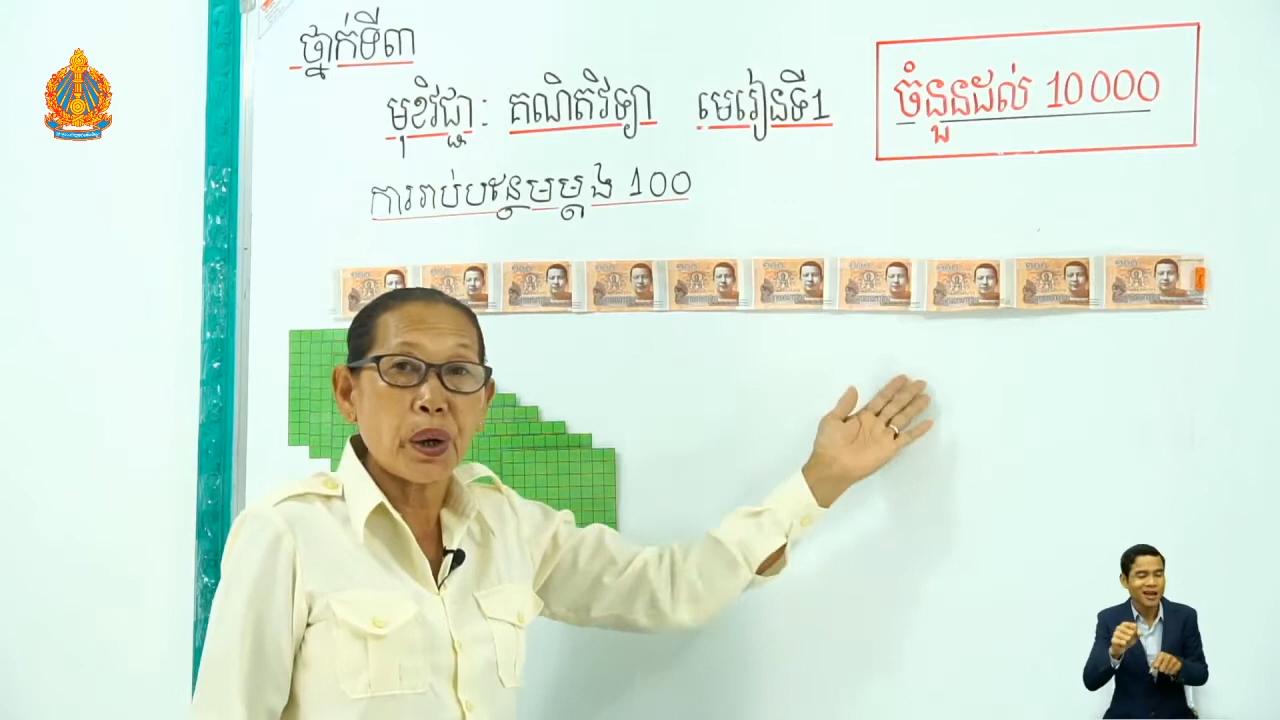 ថ្នាក់ទី៣
មុខវិជ្ជា : គណិតវិទ្យា មេរៀនទី1
ចំនួនដល់ 10 000
ការរាប់បន្ថែមម្តង 100